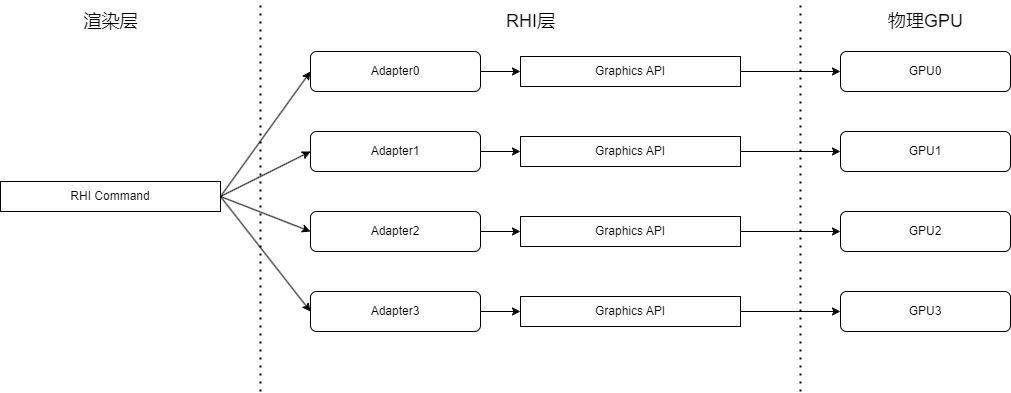 渲染层
RHI层
物理GPU
Adapter0
Graphics API
GPU0
Adapter1
Graphics API
GPU1
RHI Command
Adapter2
Graphics API
GPU2
Adapter3
Graphics API
GPU3